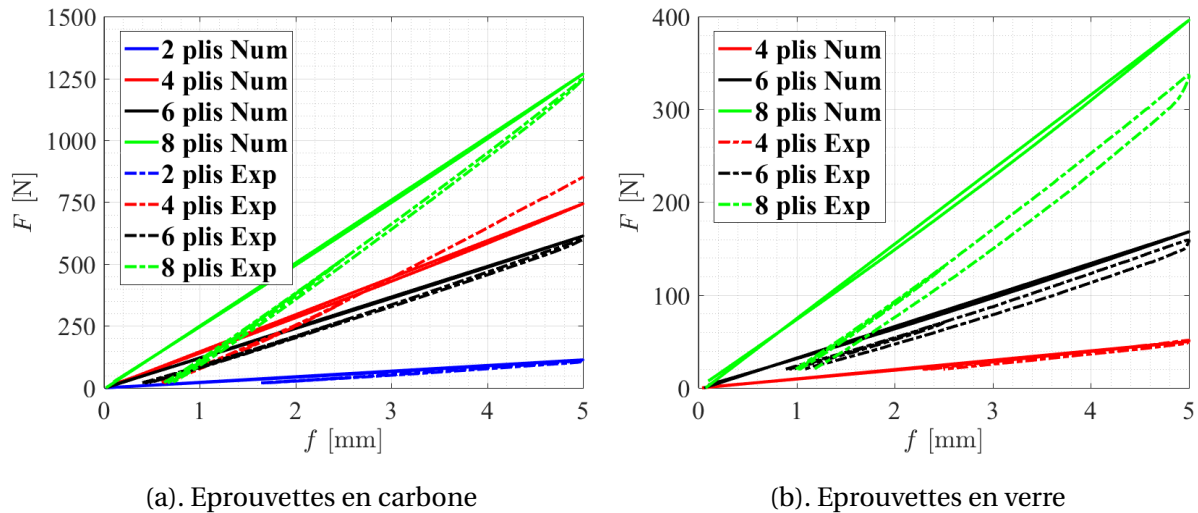 1500
1250
1000
750
500
250
0
F [N]
2 plis Num
4 plis Num
6 plis Num
8 plis Num
2 plis Exp
4 plis Exp
6 plis Exp
8 plis Exp
0 1 2 3 4 5
f [mm]
(a). Eprouvettes en carbone
400
300
200
100
0
F [N]
4 plis Num
6 plis Num
8 plis Num
4 plis Exp
6 plis Exp
8 plis Exp
0 1 2 3 4 5
f [mm]
(b). Eprouvettes en verre